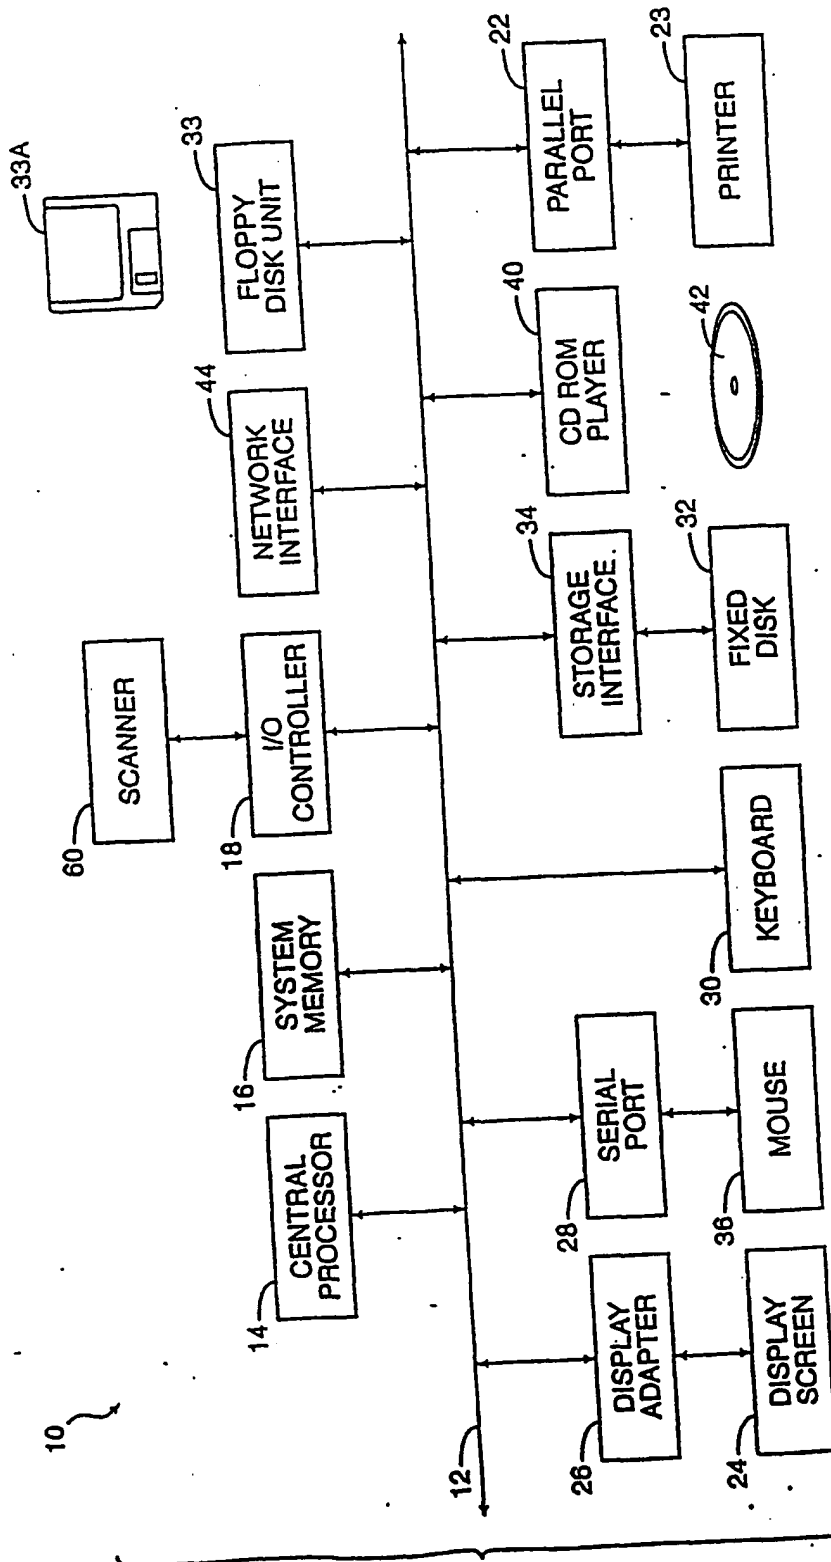 10
33A
60
SCANNER
14
CENTRAL
PROCESSOR
16
SYSTEM
MEMORY
18
I/O
CONTROLLER
44
NETWORK
INTERFACE
33
FLOPPY
DISK UNIT
12
26
DISPLAY
ADAPTER
28
SERIAL
PORT
34
STORAGE
INTERFACE.
40
CD ROM
PLAYER
22
PARALLEL
PORT
24
DISPLAY
SCREEN
36
MOUSE
30
KEYBOARD
32
FIXED
DISK
42
23
PRINTER